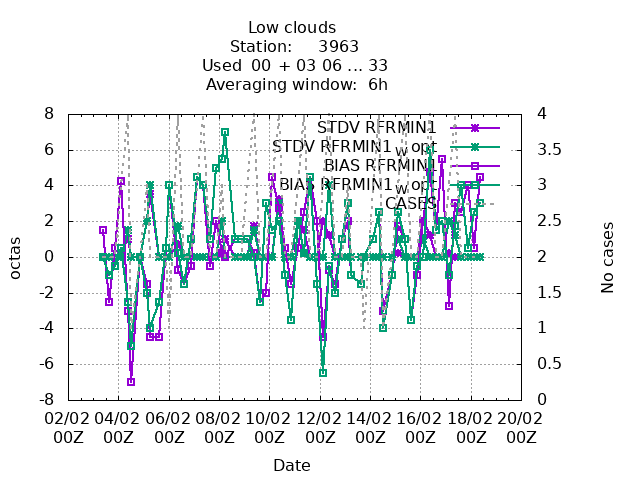 Low clouds
Station: 3963
Used 00 + 03 06 ... 33
Averaging window: 6h
STDV RFRMIN1
STDV RFRMIN1_w opt
BIAS RFRMIN1
BIAS RFRMIN1_w opt
CASES
8
6
4
2
0
-2
-4
-6
-8
octas
4
3.5
3
2.5
2
1.5
1
0.5
0
No cases
02/02 04/02 06/02 08/02 10/02 12/02 14/02 16/02 18/02 20/02
00Z 00Z 00Z 00Z 00Z 00Z 00Z 00Z 00Z 00Z
Date